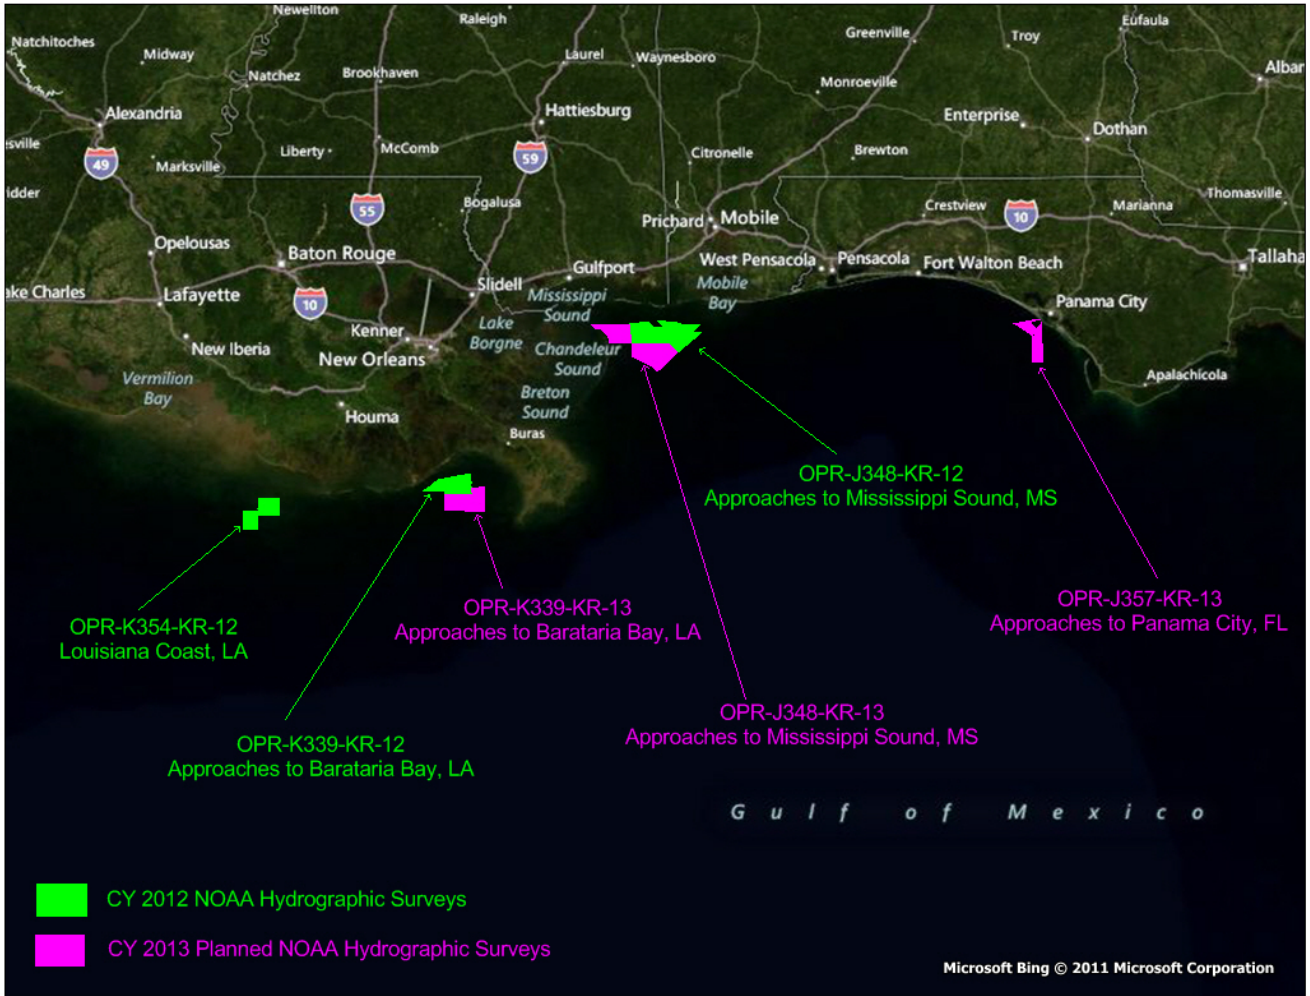 Newellton
Raleigh
Eufaula
Natchitoches
Midway
Laurel
Waynesboro
Greenville
Troy
Natchez
Brookhaven
Albar
Monroeville
Alexandria
Hattiesburg
Enterprise
Dothan
esville
49
Marksville
Liberty
McComb
59
Citronelle
Brewton
idder
55
Bogalusa
Prichard
Mobile
Crestview
10
Marianna
Thomasville
Opelousas
Baton Rouge
Gulfport
West Pensacola
Pensacola
Fort Walton Beach
Tallaha
ake Charles
Lafayette
10
Slidell
Mississippi
Sound
Mobile
Bay
Panama City
Kenner
New Orleans
Lake
Borgne
New Iberia
Chandeleur
Sound
Vermilion
Bay
Houma
Breton
Sound
Buras
Apalachicola
OPR-J348-KR-12
Approaches to Mississippi Sound, MS
OPR-K354-KR-12
Louisiana Coast, LA
OPR-K339-KR-13
Approaches to Barataria Bay, LA
OPR-J357-KR-13
Approaches to Panama City, FL
OPR-J348-KR-13
Approaches to Mississippi Sound, MS
OPR-K339-KR-12
Approaches to Barataria Bay, LA
Gulf of Mexico
CY 2012 NOAA Hydrographic Surveys
CY 2013 Planned NOAA Hydrographic Surveys
Microsoft Bing © 2011 Microsoft Corporation